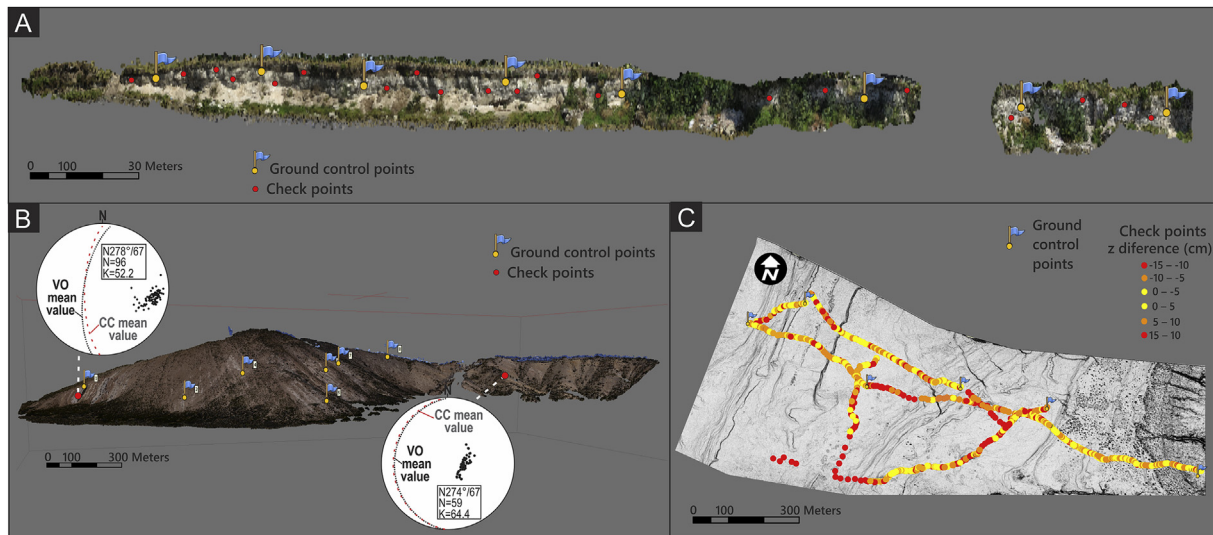 A
0 100 30 Meters
Ground control points
Check points
B
N
N278°/67
N=96
K=52.2
VO
mean
value
CC mean
value
Ground control points
Check points
CC mean
value
VO
mean
value
N274°/67
N=59
K=64.4
0 100 300 Meters
C
N
Ground
control
points
Check points
z diference (cm)
-15 – -10
-10 – -5
0 – -5
0 – 5
5 – 10
15 – 10
0 100 300 Meters